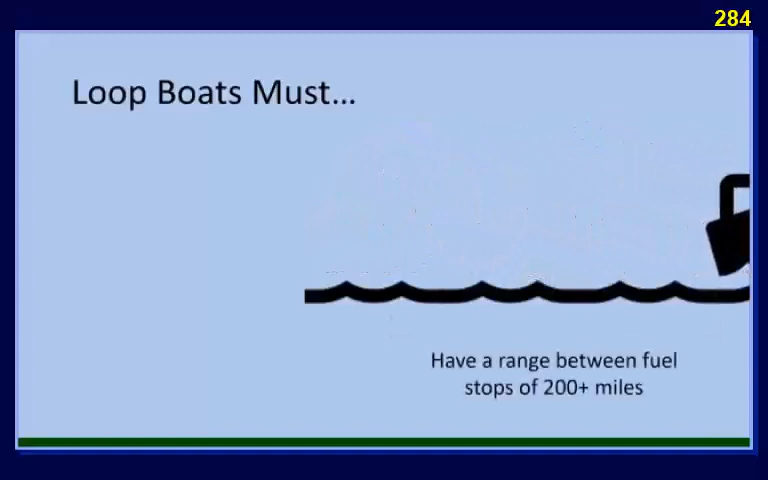 284
Loop Boats Must...
Have a range between fuel
stops of 200+ miles